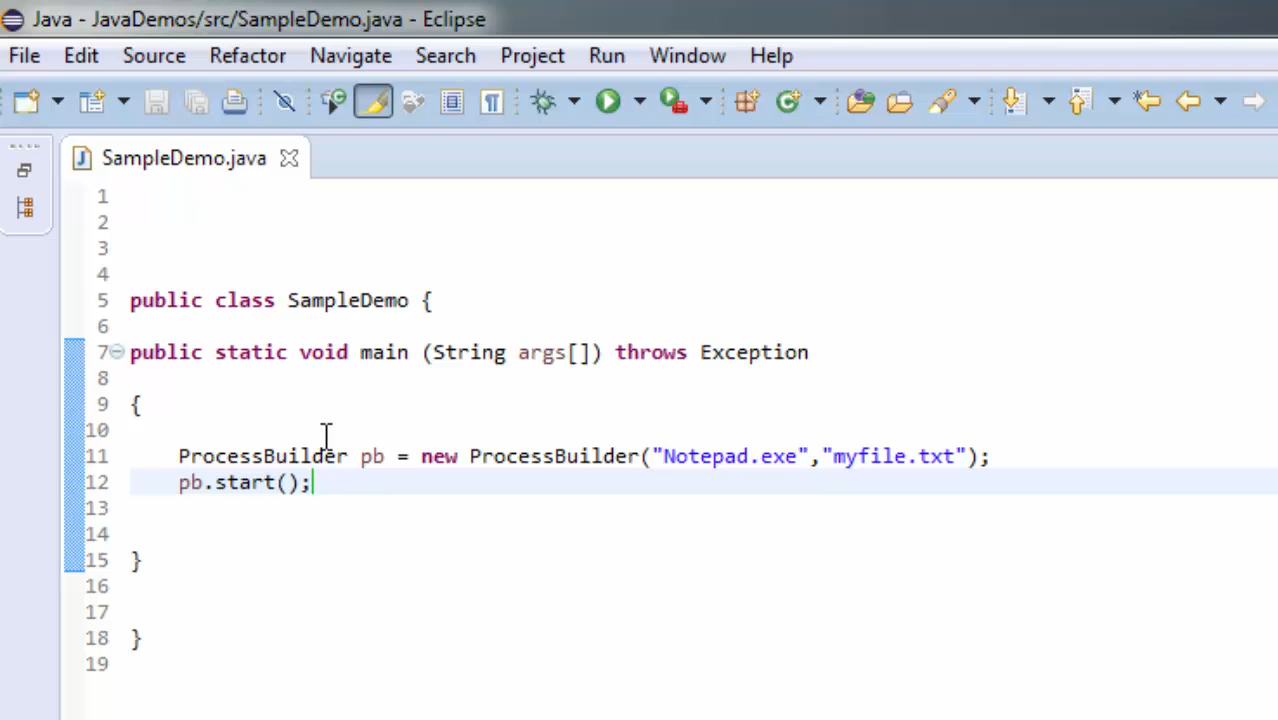 Java - JavaDemos/src/SampleDemo.java - Eclipse
File Edit Source Refactor Navigate Search Project Run Window Help
SampleDemo.java
1
2
3
4
5 public class SampleDemo {
6
7 public static void main (String args[]) throws Exception
8
9 {
10
11 ProcessBuilder pb = new ProcessBuilder("Notepad.exe","myfile.txt");
12 pb.start();
13
14
15 }
16
17
18 }
19